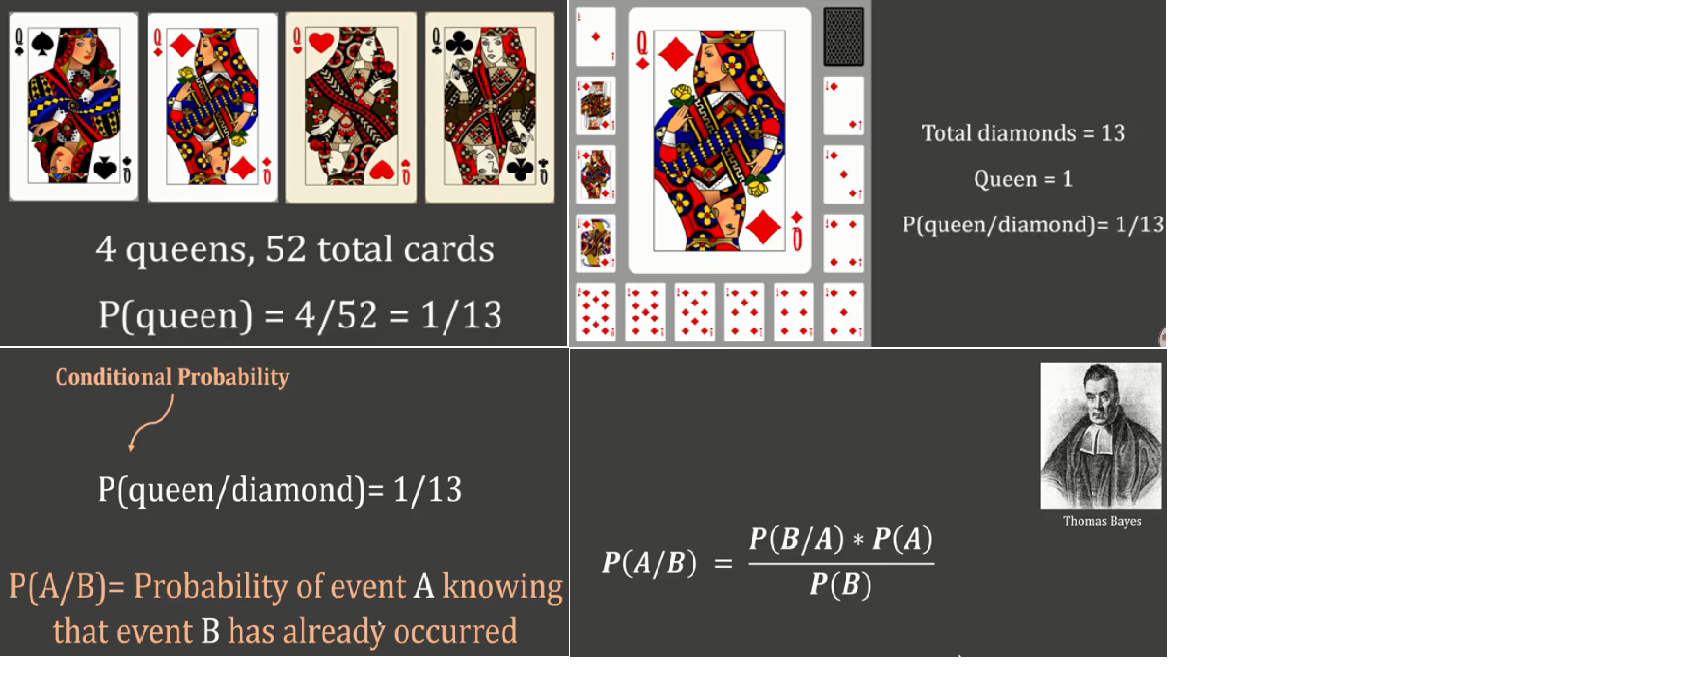 Q
Q
Q
Q
Q
Q
Q
Q
4 queens, 52 total cards
P(queen) = 4/52 = 1/13
Q
Q
Total diamonds = 13
Queen = 1
P(queen/diamond)= 1/13
Conditional Probability
P(queen/diamond)= 1/13
P(A/B)= Probability of event A knowing
that event B has already occurred
Thomas Bayes
P(A/B) = P(B/A) * P(A)
P(B)